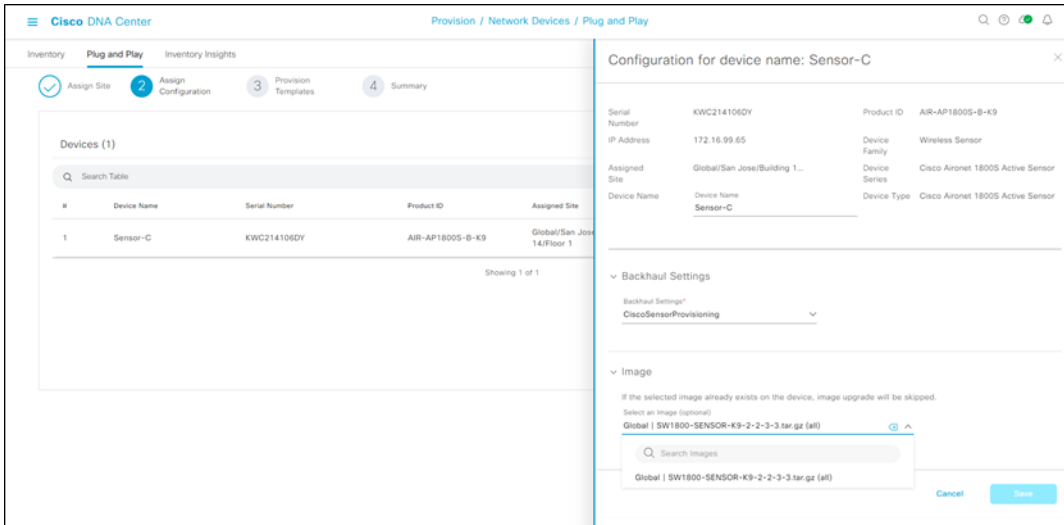 Cisco DNA Center
Provision / Network Devices / Plug and Play
Inventory Plug and Play Inventory Insights
Assign Site
2 Assign Configuration
3 Provision Templates
4 Summary
Devices (1)
Search Table
# Device Name Serial Number Product ID Assigned Site
1 Sensor-C KWC214106DY AIR-AP1800S-B-K9 Global/San Jose
14/Floor 1
Showing 1 of 1
Configuration for device name: Sensor-C
Serial Number KWC214106DY Product ID AIR-AP1800S-B-K9
IP Address 172.16.99.65 Device Family Wireless Sensor
Assigned Site Global/San Jose/Building 1... Device Series Cisco Aironet 1800S Active Sensor
Device Name Device Name Device Type Cisco Aironet 1800S Active Sensor
Sensor-C
Backhaul Settings
Backhaul Settings*
CiscoSensorProvisioning
Image
If the selected image already exists on the device, image upgrade will be skipped.
Select an Image (optional)
Global | SW1800-SENSOR-K9-2-2-3-3.tar.gz (all)
Search Images
Global | SW1800-SENSOR-K9-2-2-3-3.tar.gz (all)
Cancel Save